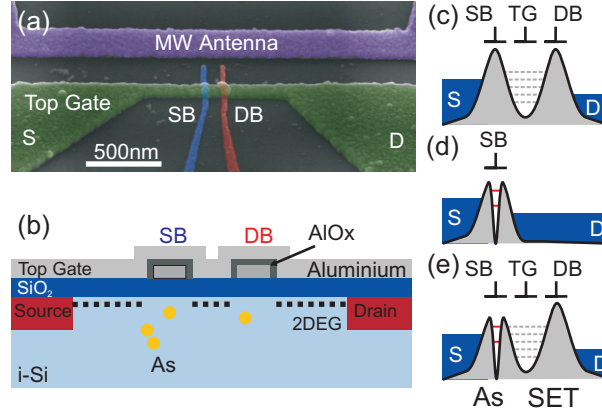 (a)
MW Antenna
Top Gate
S
SB
DB
D
500nm
(b)
SB
DB
AlOx
Top Gate
Aluminium
SiO₂
Source
Drain
2DEG
As
i-Si
(c)
SB TG DB
S
D
(d)
SB
S
D
(e)
SB TG DB
S
D
As SET